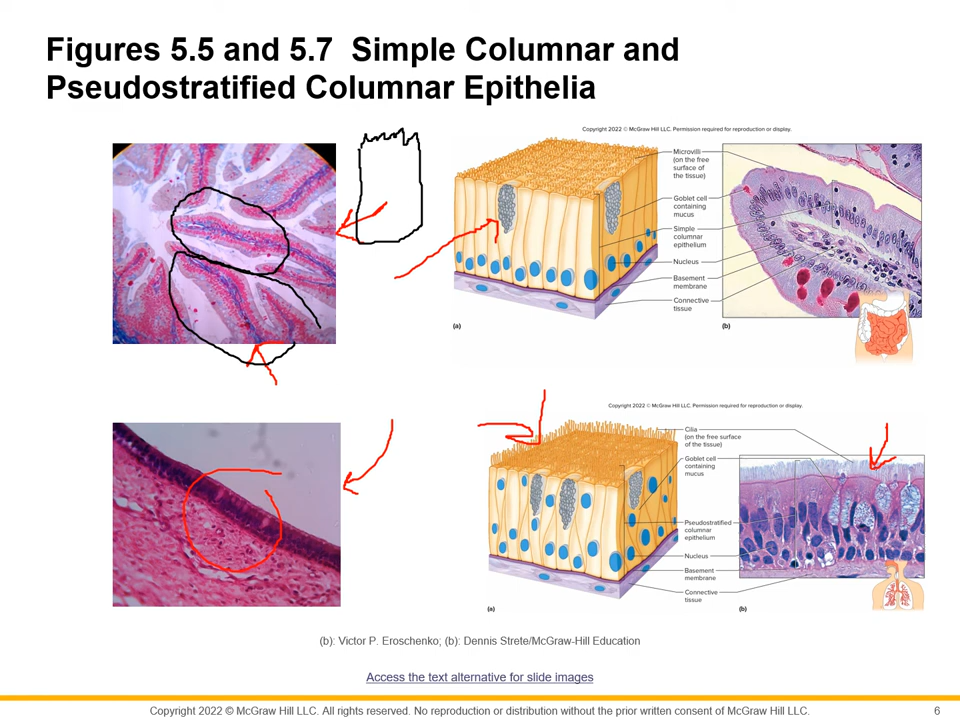 Figures 5.5 and 5.7 Simple Columnar and
Pseudostratified Columnar Epithelia
Copyright 2022 © McGraw Hill LLC. Permission required for reproduction or display.
Microvilli
(on the free
surface of
the tissue)
Goblet cell
containing
mucus
Simple
columnar
epithelium
Nucleus
Basement
membrane
Connective
tissue
(a)
(b)
Copyright 2022 © McGraw Hill LLC. Permission required for reproduction or display.
Cilia
(on the free surface
of the tissue)
Goblet cell
containing
mucus
Pseudostratified
columnar
epithelium
Nucleus
Basement
membrane
Connective
tissue
(a)
(b)
(b): Victor P. Eroschenko; (b): Dennis Strete/McGraw-Hill Education
Access the text alternative for slide images
Copyright 2022 © McGraw Hill LLC. All rights reserved. No reproduction or distribution without the prior written consent of McGraw Hill LLC.
6